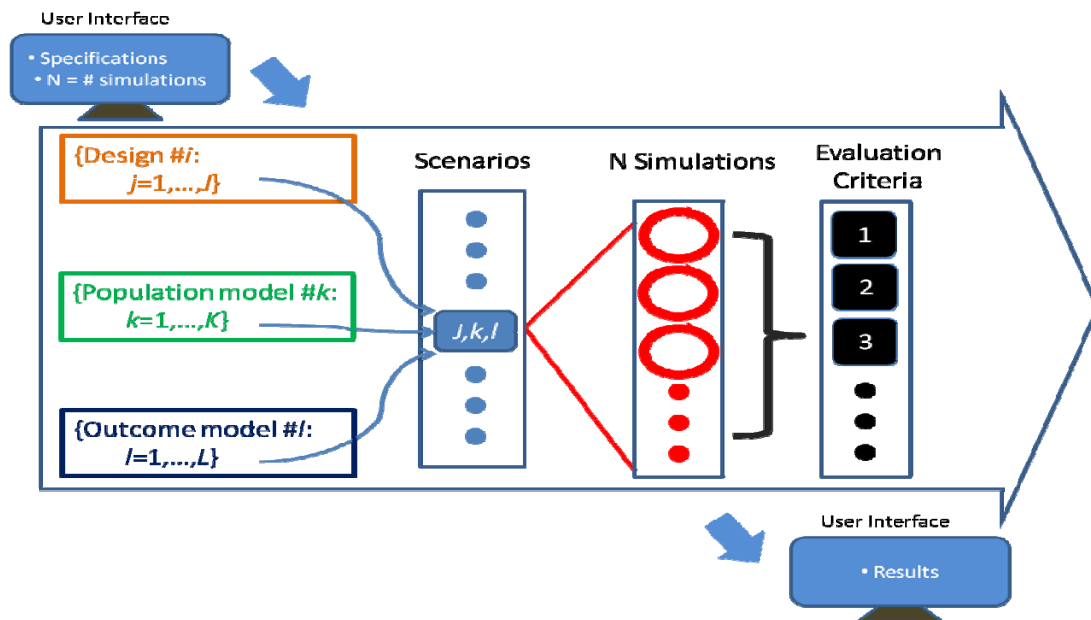 User Interface
• Specifications
• N = # simulations
{Design #i:
j=1,...,J}
{Population model #k:
k=1,...,K}
{Outcome model #l:
l=1,...,L}
Scenarios
J,k,l
N Simulations
Evaluation
Criteria
1
2
3
User Interface
• Results